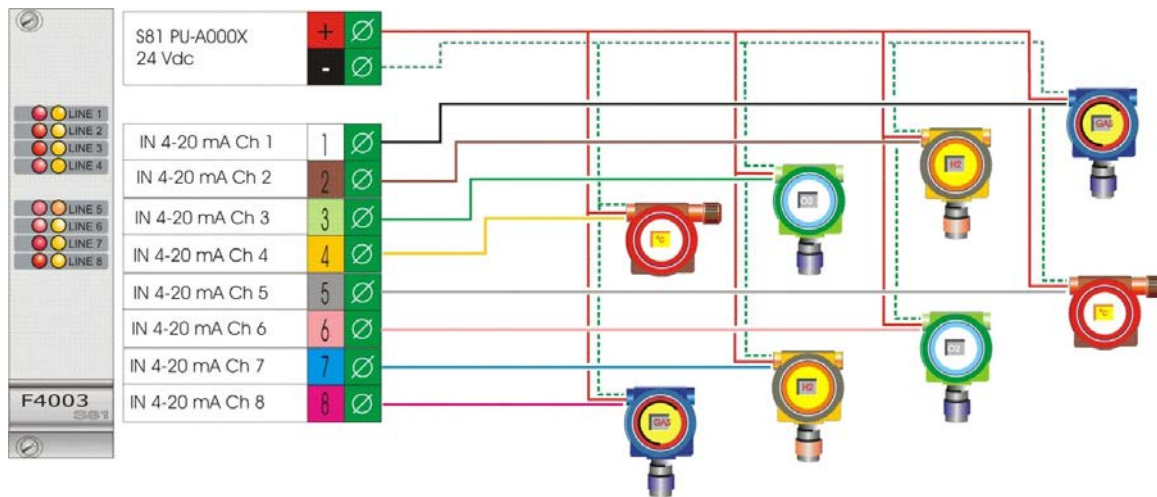 S81 PU-A000X
24 Vdc
+
-
LINE 1
LINE 2
LINE 3
LINE 4
LINE 5
LINE 6
LINE 7
LINE 8
IN 4-20 mA Ch 1
1
IN 4-20 mA Ch 2
2
IN 4-20 mA Ch 3
3
IN 4-20 mA Ch 4
4
IN 4-20 mA Ch 5
5
IN 4-20 mA Ch 6
6
IN 4-20 mA Ch 7
7
IN 4-20 mA Ch 8
8
F4003
S81
GAS
H2
O2
°C
°C
O2
H2
GAS